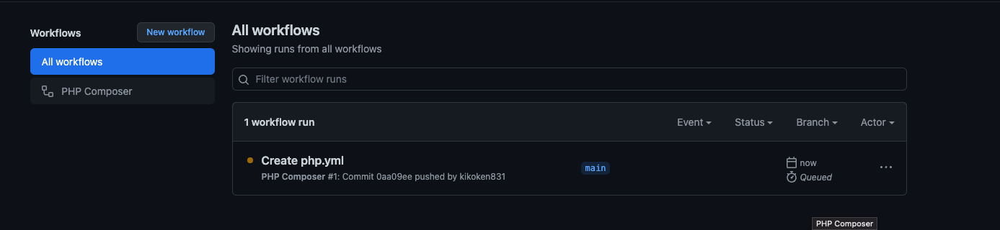 Workflows
New workflow
All workflows
PHP Composer
All workflows
Showing runs from all workflows
Filter workflow runs
1 workflow run
Event
Status
Branch
Actor
Create php.yml
PHP Composer #1: Commit 0aa09ee pushed by kikoken831
main
now
Queued
PHP Composer